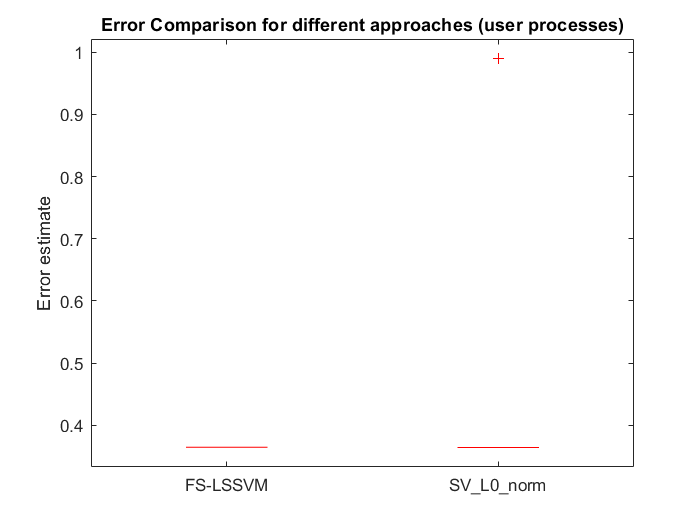 Error Comparison for different approaches (user processes)
1
0.9
0.8
0.7
0.6
0.5
0.4
Error estimate
FS-LSSVM
SV_L0_norm